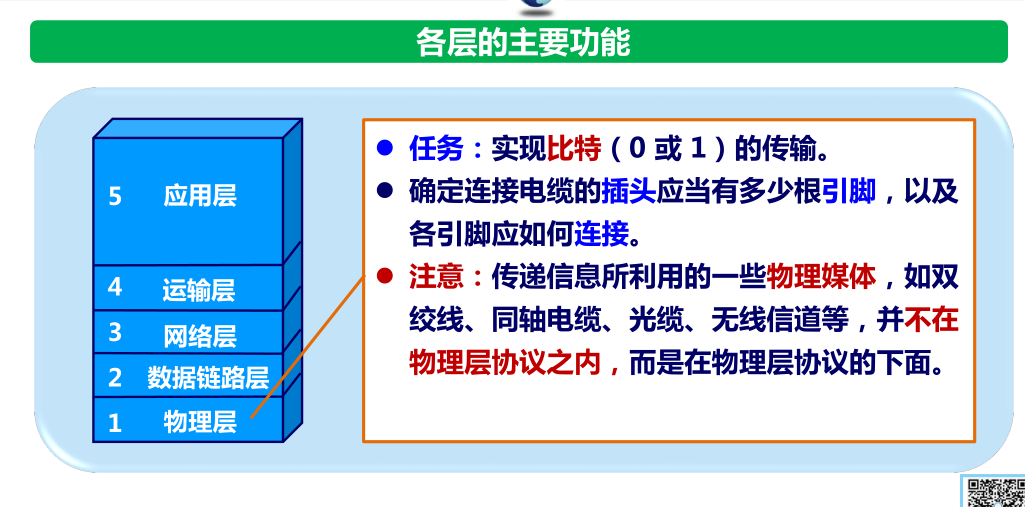 各层的主要功能
5 应用层
4 运输层
3 网络层
2 数据链路层
1 物理层
● 任务：实现比特（0 或 1）的传输。
● 确定连接电缆的插头应当有多少根引脚，以及
各引脚应如何连接。
● 注意：传递信息所利用的一些物理媒体，如双
绞线、同轴电缆、光缆、无线信道等，并不在
物理层协议之内，而是在物理层协议的下面。